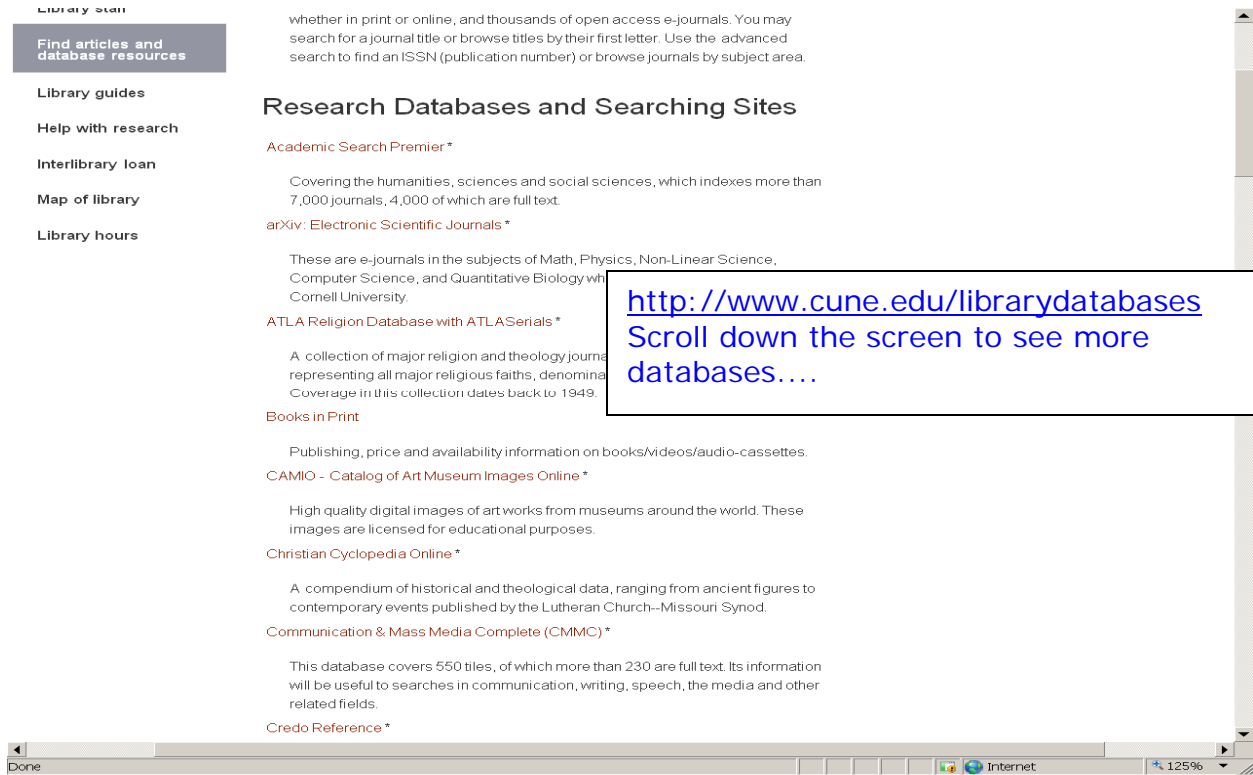 Library staff
Find articles and
database resources
Library guides
Help with research
Interlibrary loan
Map of library
Library hours
whether in print or online, and thousands of open access e-journals. You may
search for a journal title or browse titles by their first letter. Use the advanced
search to find an ISSN (publication number) or browse journals by subject area.
Research Databases and Searching Sites
Academic Search Premier *
Covering the humanities, sciences and social sciences, which indexes more than
7,000 journals, 4,000 of which are full text.
arXiv: Electronic Scientific Journals *
These are e-journals in the subjects of Math, Physics, Non-Linear Science,
Computer Science, and Quantitative Biology wh
Cornell University.
ATLA Religion Database with ATLASerials *
A collection of major religion and theology journa
representing all major religious faiths, denomina
Coverage in this collection dates back to 1949.
Books in Print
Publishing, price and availability information on books/videos/audio-cassettes.
CAMIO - Catalog of Art Museum Images Online *
High quality digital images of art works from museums around the world. These
images are licensed for educational purposes.
Christian Cyclopedia Online *
A compendium of historical and theological data, ranging from ancient figures to
contemporary events published by the Lutheran Church--Missouri Synod.
Communication & Mass Media Complete (CMMC) *
This database covers 550 tiles, of which more than 230 are full text. Its information
will be useful to searches in communication, writing, speech, the media and other
related fields.
Credo Reference *
http://www.cune.edu/librarydatabases
Scroll down the screen to see more
databases....
Done
Internet
125%